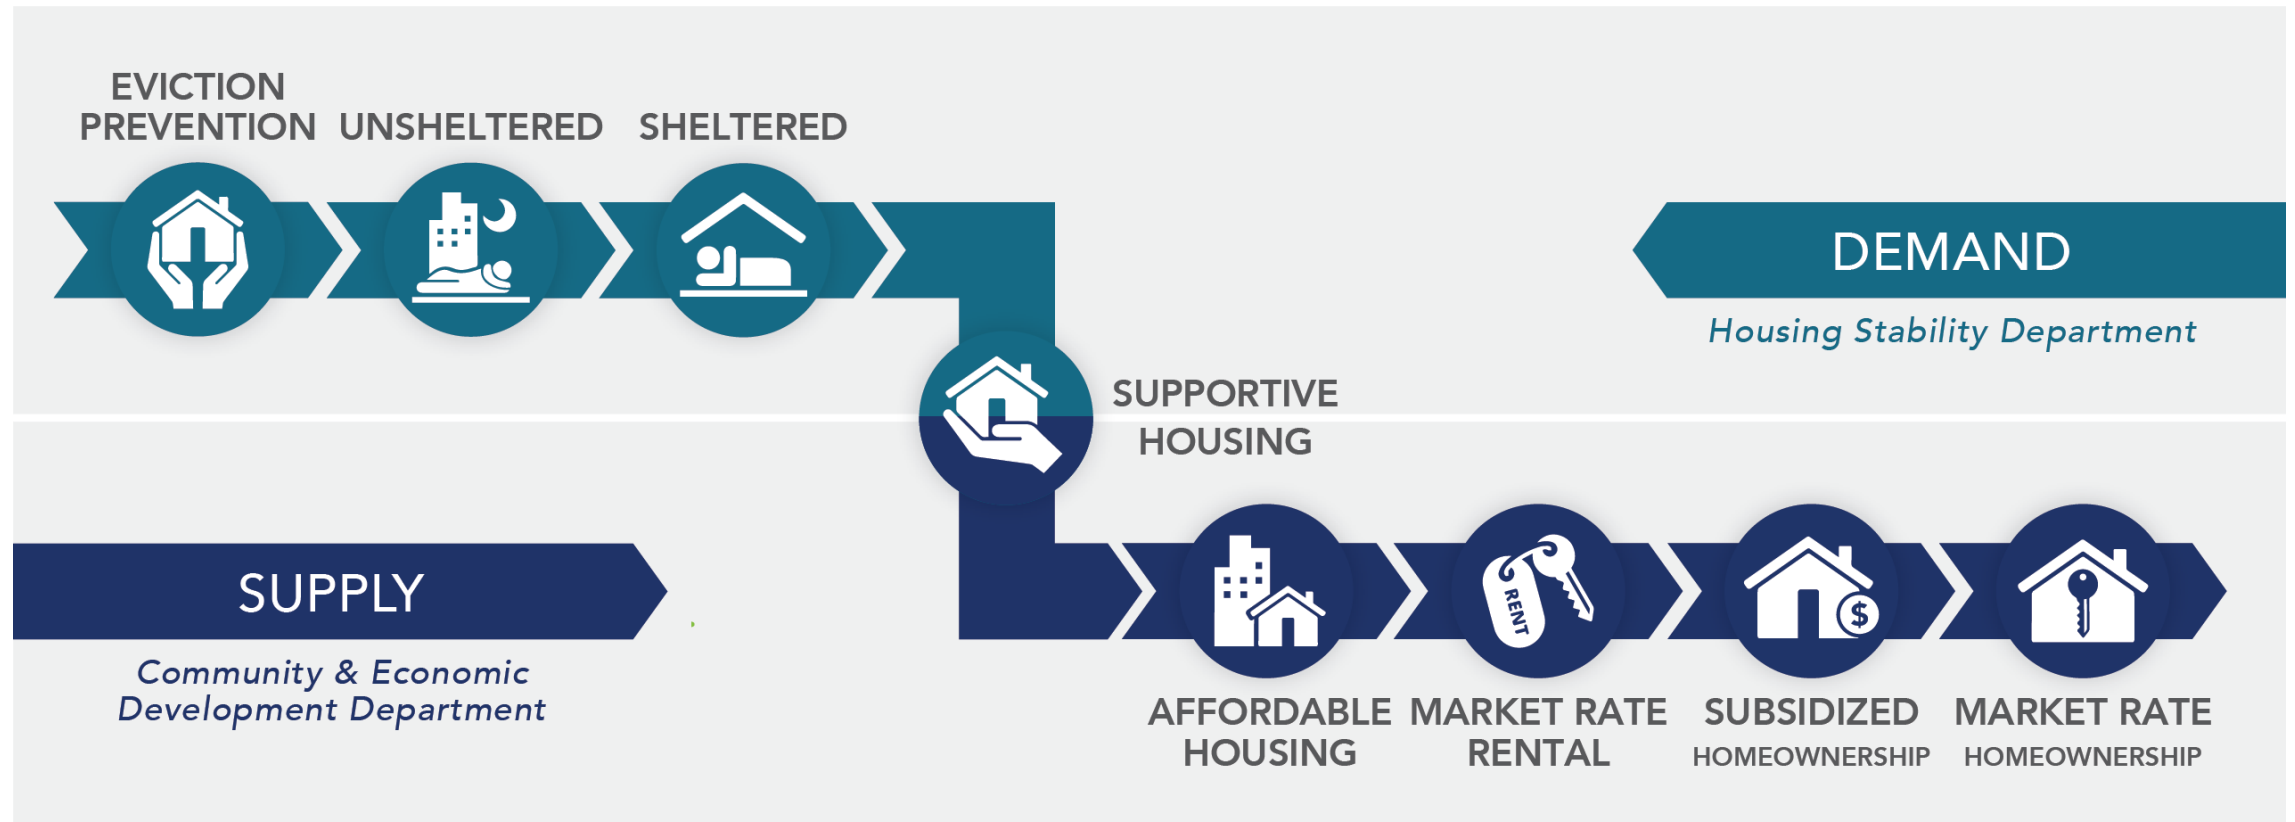 EVICTION
PREVENTION
UNSHELTERED
SHELTERED
DEMAND
Housing Stability Department
SUPPORTIVE
HOUSING
SUPPLY
Community & Economic
Development Department
RENT
$
AFFORDABLE
HOUSING
MARKET RATE
RENTAL
SUBSIDIZED
HOMEOWNERSHIP
MARKET RATE
HOMEOWNERSHIP